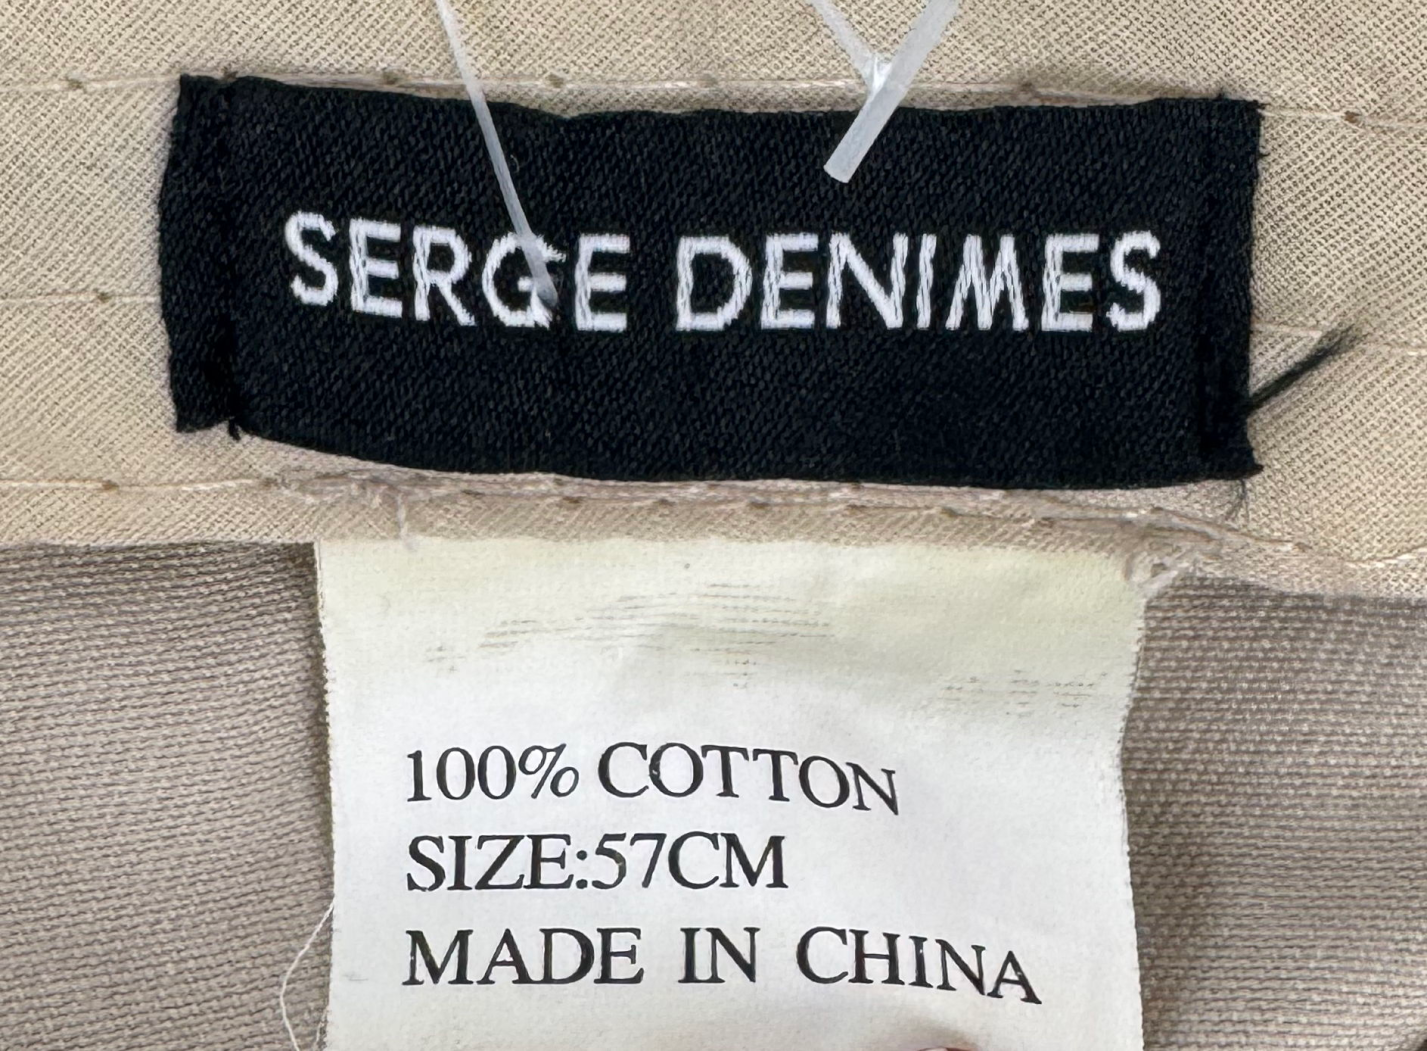 SERGE DENIMES
100% COTTON
SIZE:57CM
MADE IN CHINA